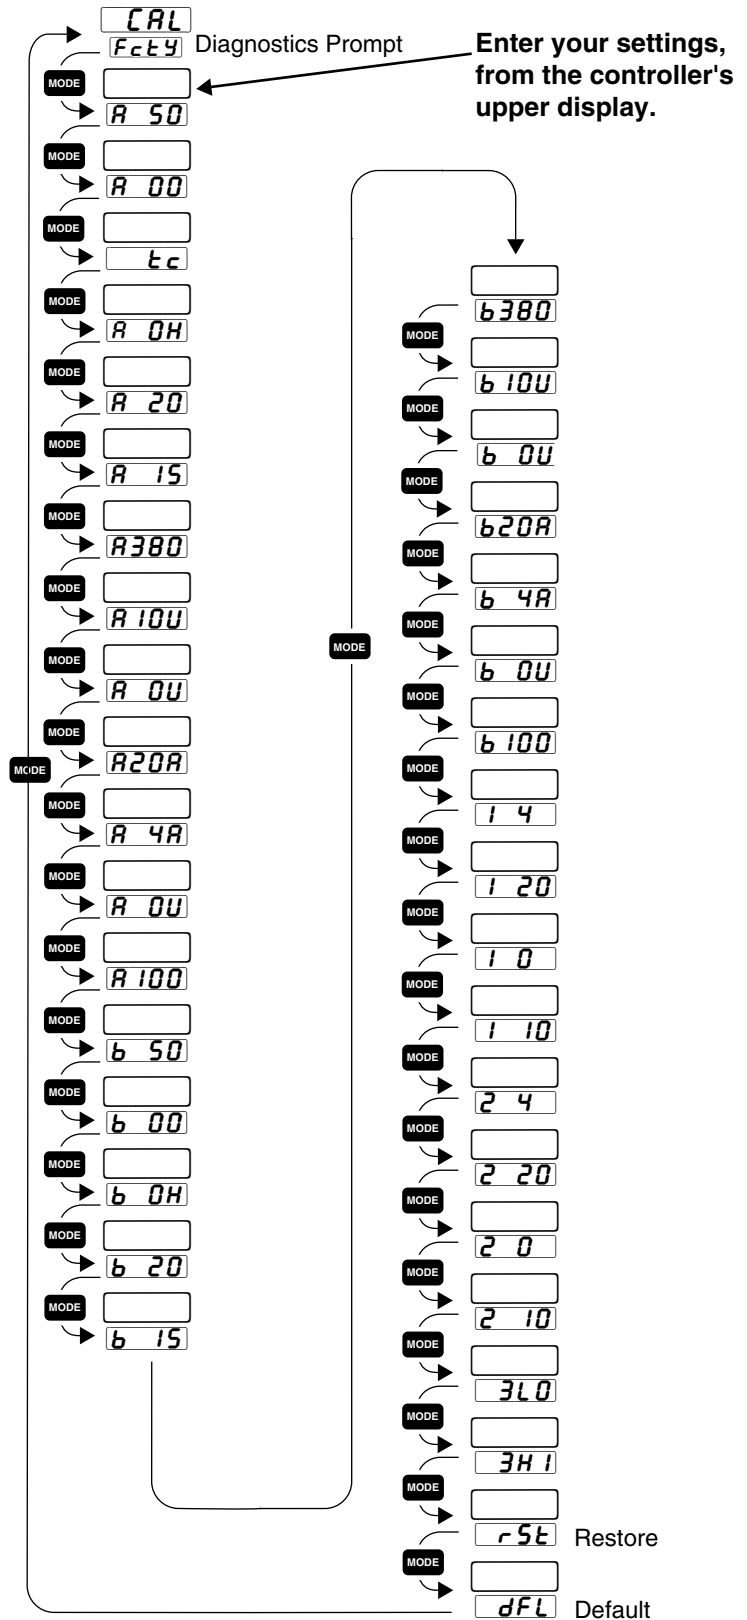 CAL
Fcty Diagnostics Prompt
Enter your settings,
from the controller's
upper display.
MODE
A 50
MODE
A 00
MODE
tc
MODE
A 0H
MODE
A 20
MODE
A 15
MODE
A380
MODE
A10U
MODE
A 0U
MODE
A20A
MODE
MODE
A 4A
MODE
A 0U
MODE
A100
MODE
b 50
MODE
b 00
MODE
b 0H
MODE
b 20
MODE
b 15
MODE
b380
MODE
b10U
MODE
b 0U
MODE
b20A
MODE
b 4A
MODE
b 0U
MODE
b100
MODE
1 4
MODE
1 20
MODE
1 0
MODE
1 10
MODE
2 4
MODE
2 20
MODE
2 0
MODE
2 10
MODE
3LO
MODE
3HI
MODE
rSt Restore
MODE
dFL Default